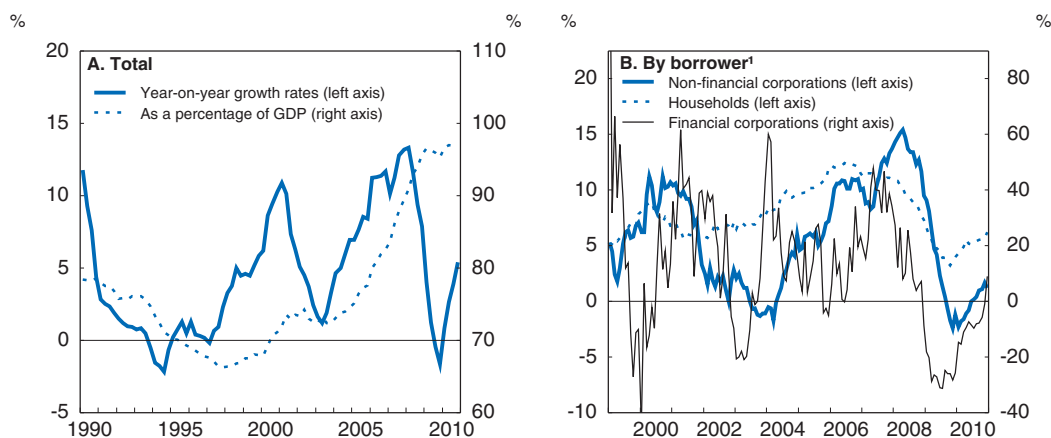 % % % %
A. Total
Year-on-year growth rates (left axis)
As a percentage of GDP (right axis)
20
15
10
5
0
-5
110
100
90
80
70
60
1990 1995 2000 2005 2010
B. By borrower¹
Non-financial corporations (left axis)
Households (left axis)
Financial corporations (right axis)
20
15
10
5
0
-5
-10
80
60
40
20
0
-20
-40
2000 2002 2004 2006 2008 2010